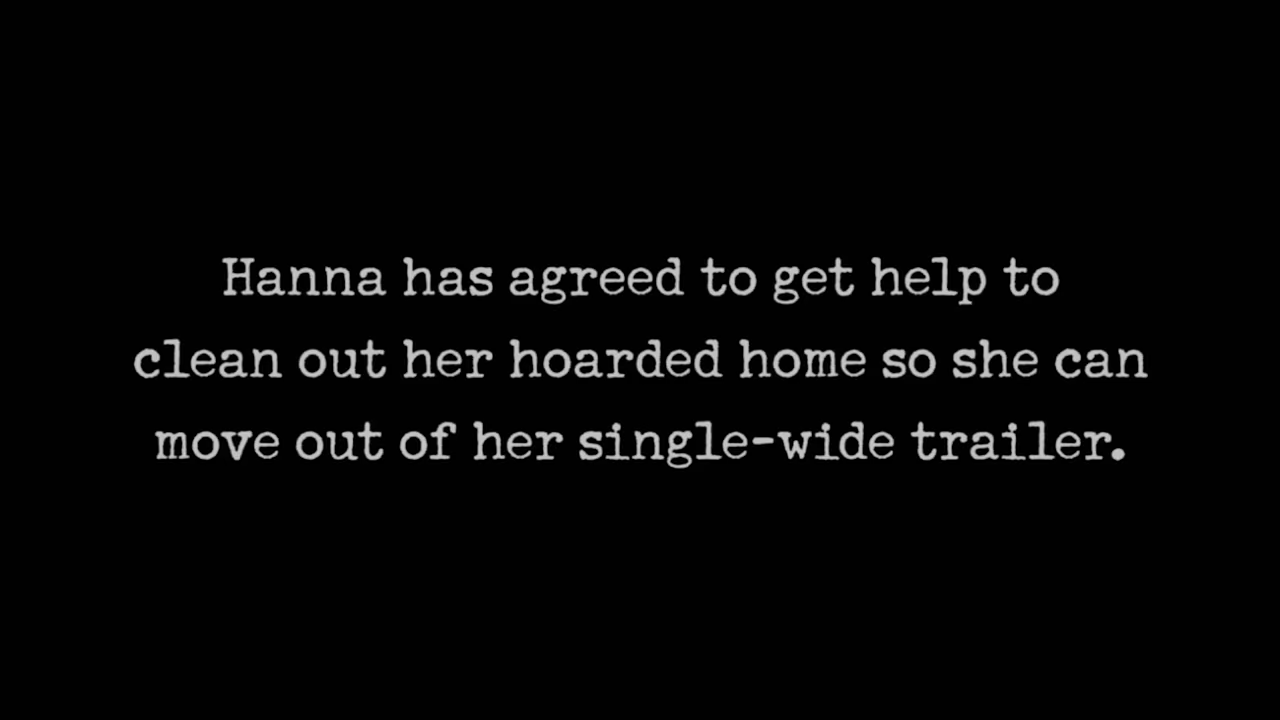 Hanna has agreed to get help to
clean out her hoarded home so she can
move out of her single-wide trailer.